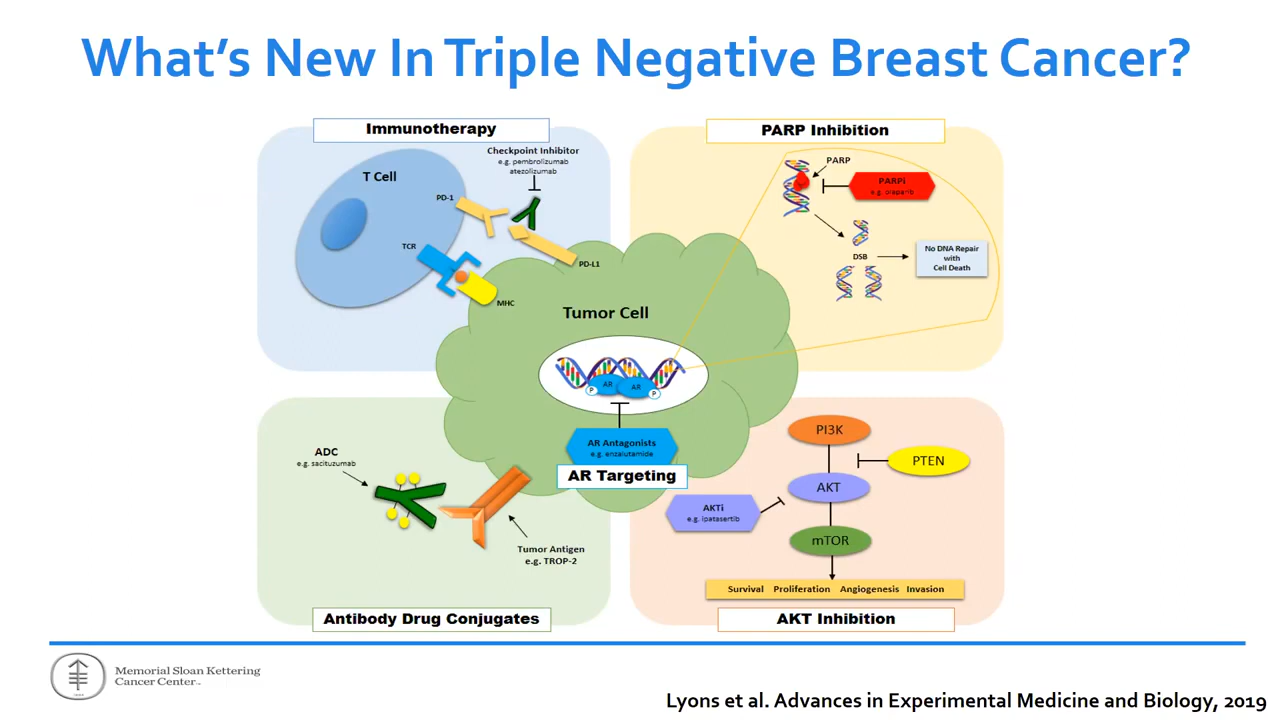 What's New In Triple Negative Breast Cancer?
Immunotherapy
Checkpoint Inhibitor
e.g. pembrolizumab
atezolizumab
T Cell
PD-1
TCR
PD-L1
MHC
PARP Inhibition
PARP
PARPi
e.g. olaparib
DSB
No DNA Repair
with
Cell Death
Tumor Cell
AR
AR
P
P
AR Antagonists
e.g. enzalutamide
AR Targeting
ADC
e.g. sacituzumab
Tumor Antigen
e.g. TROP-2
Antibody Drug Conjugates
PI3K
PTEN
AKT
AKTi
e.g. ipatasertib
mTOR
Survival Proliferation Angiogenesis Invasion
AKT Inhibition
Memorial Sloan Kettering
Cancer Center™
Lyons et al. Advances in Experimental Medicine and Biology, 2019